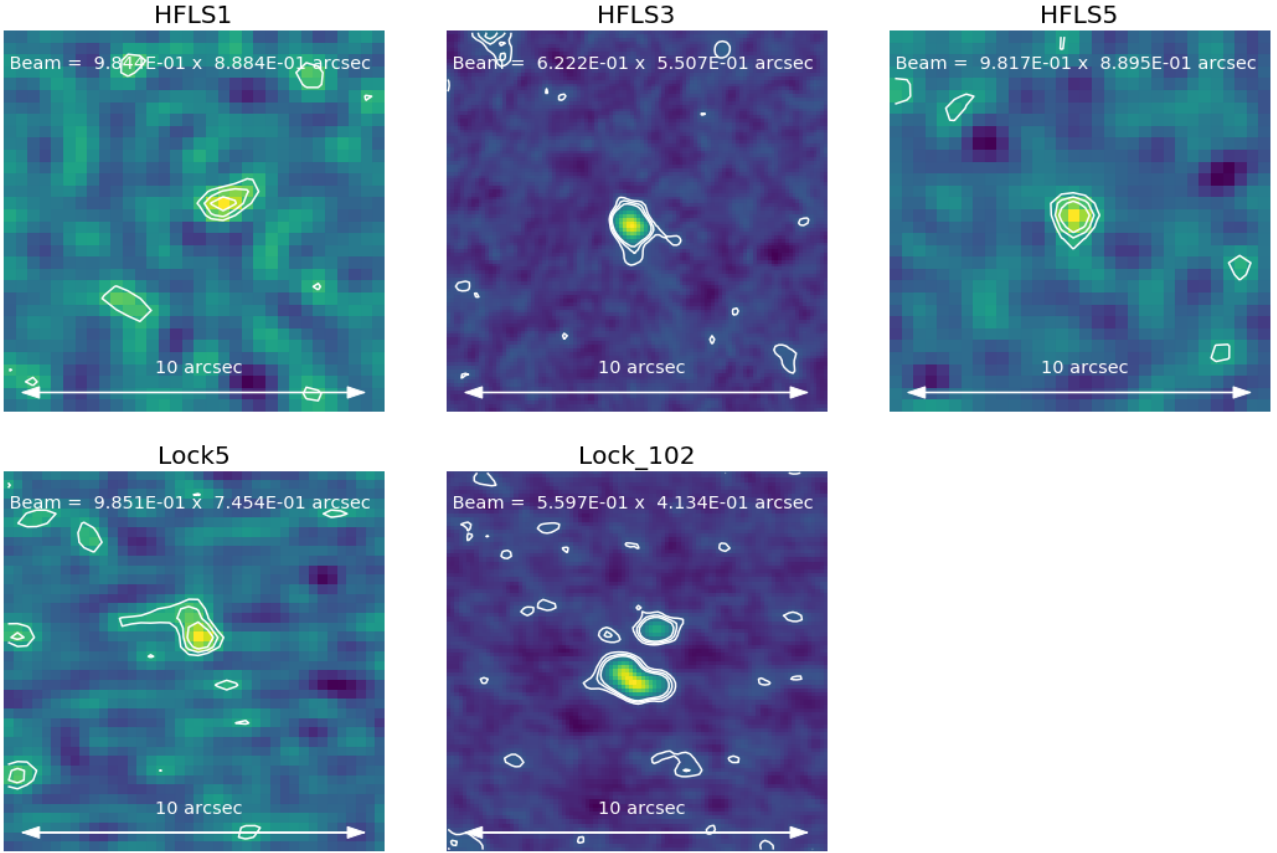 HFLS1
HFLS3
HFLS5
Beam = 9.844E-01 x 8.884E-01 arcsec
Beam = 6.222E-01 x 5.507E-01 arcsec
Beam = 9.817E-01 x 8.895E-01 arcsec
10 arcsec
10 arcsec
10 arcsec
Lock5
Lock_102
Beam = 9.851E-01 x 7.454E-01 arcsec
Beam = 5.597E-01 x 4.134E-01 arcsec
10 arcsec
10 arcsec